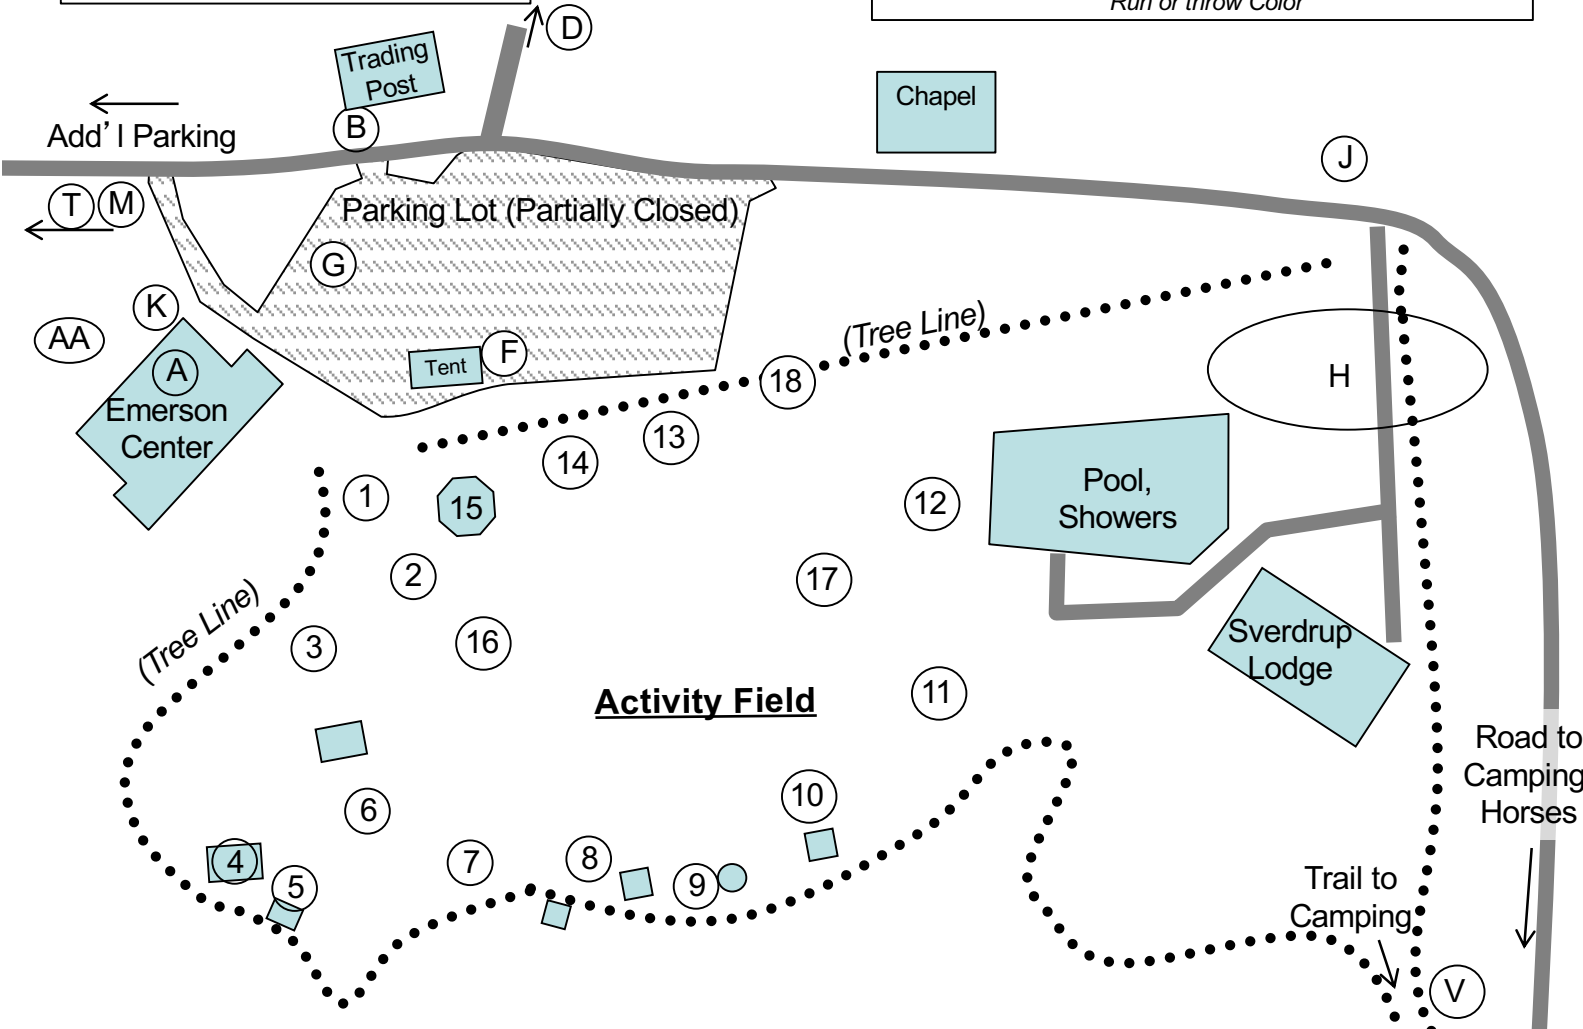 Run or throw Color
D
Trading
Post
Chapel
B
Add' l Parking
J
T
M
Parking Lot (Partially Closed)
G
K
AA
(Tree Line)
F
Tent
A
H
18
Emerson
Center
13
14
Pool,
Showers
1
15
12
2
17
(Tree Line)
3
16
Sverdrup
Lodge
11
Activity Field
Road to
Camping
Horses
10
6
4
7
8
9
5
Trail to
Camping
V